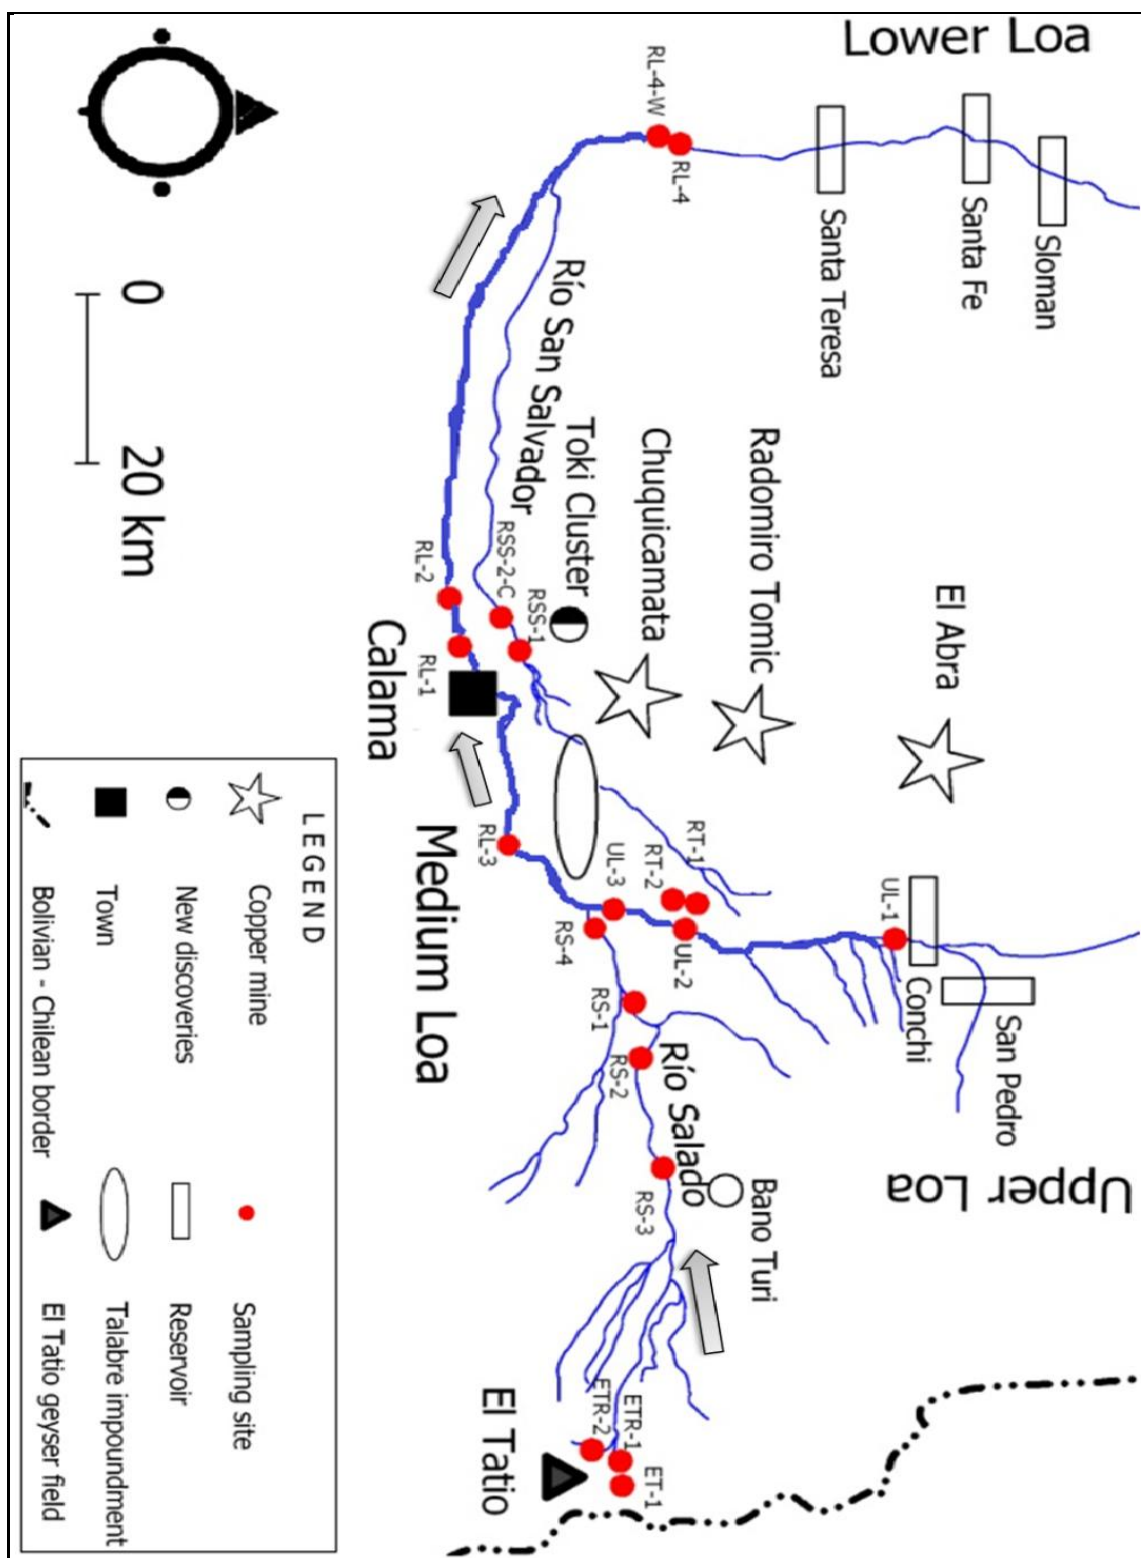 Lower Loa
RL-4-W
RL-4
Santa Teresa
Santa Fe
Sloman
Río San Salvador
Toki Cluster
Chuquicamata
Radomiro Tomic
El Abra
RSS-2-C
RSS-1
RL-2
RL-1
Calama
RL-3
Medium Loa
UL-3
RT-2
RT-1
UL-2
UL-1
Conchi
San Pedro
Upper Loa
RS-4
RS-1
RS-2
Río Salado
RS-3
Bano Turi
ETR-2
ETR-1
ET-1
El Tatio
0
20 km
LEGEND
Copper mine
Sampling site
New discoveries
Reservoir
Town
Talabre impoundment
Bolivian - Chilean border
El Tatio geyser field